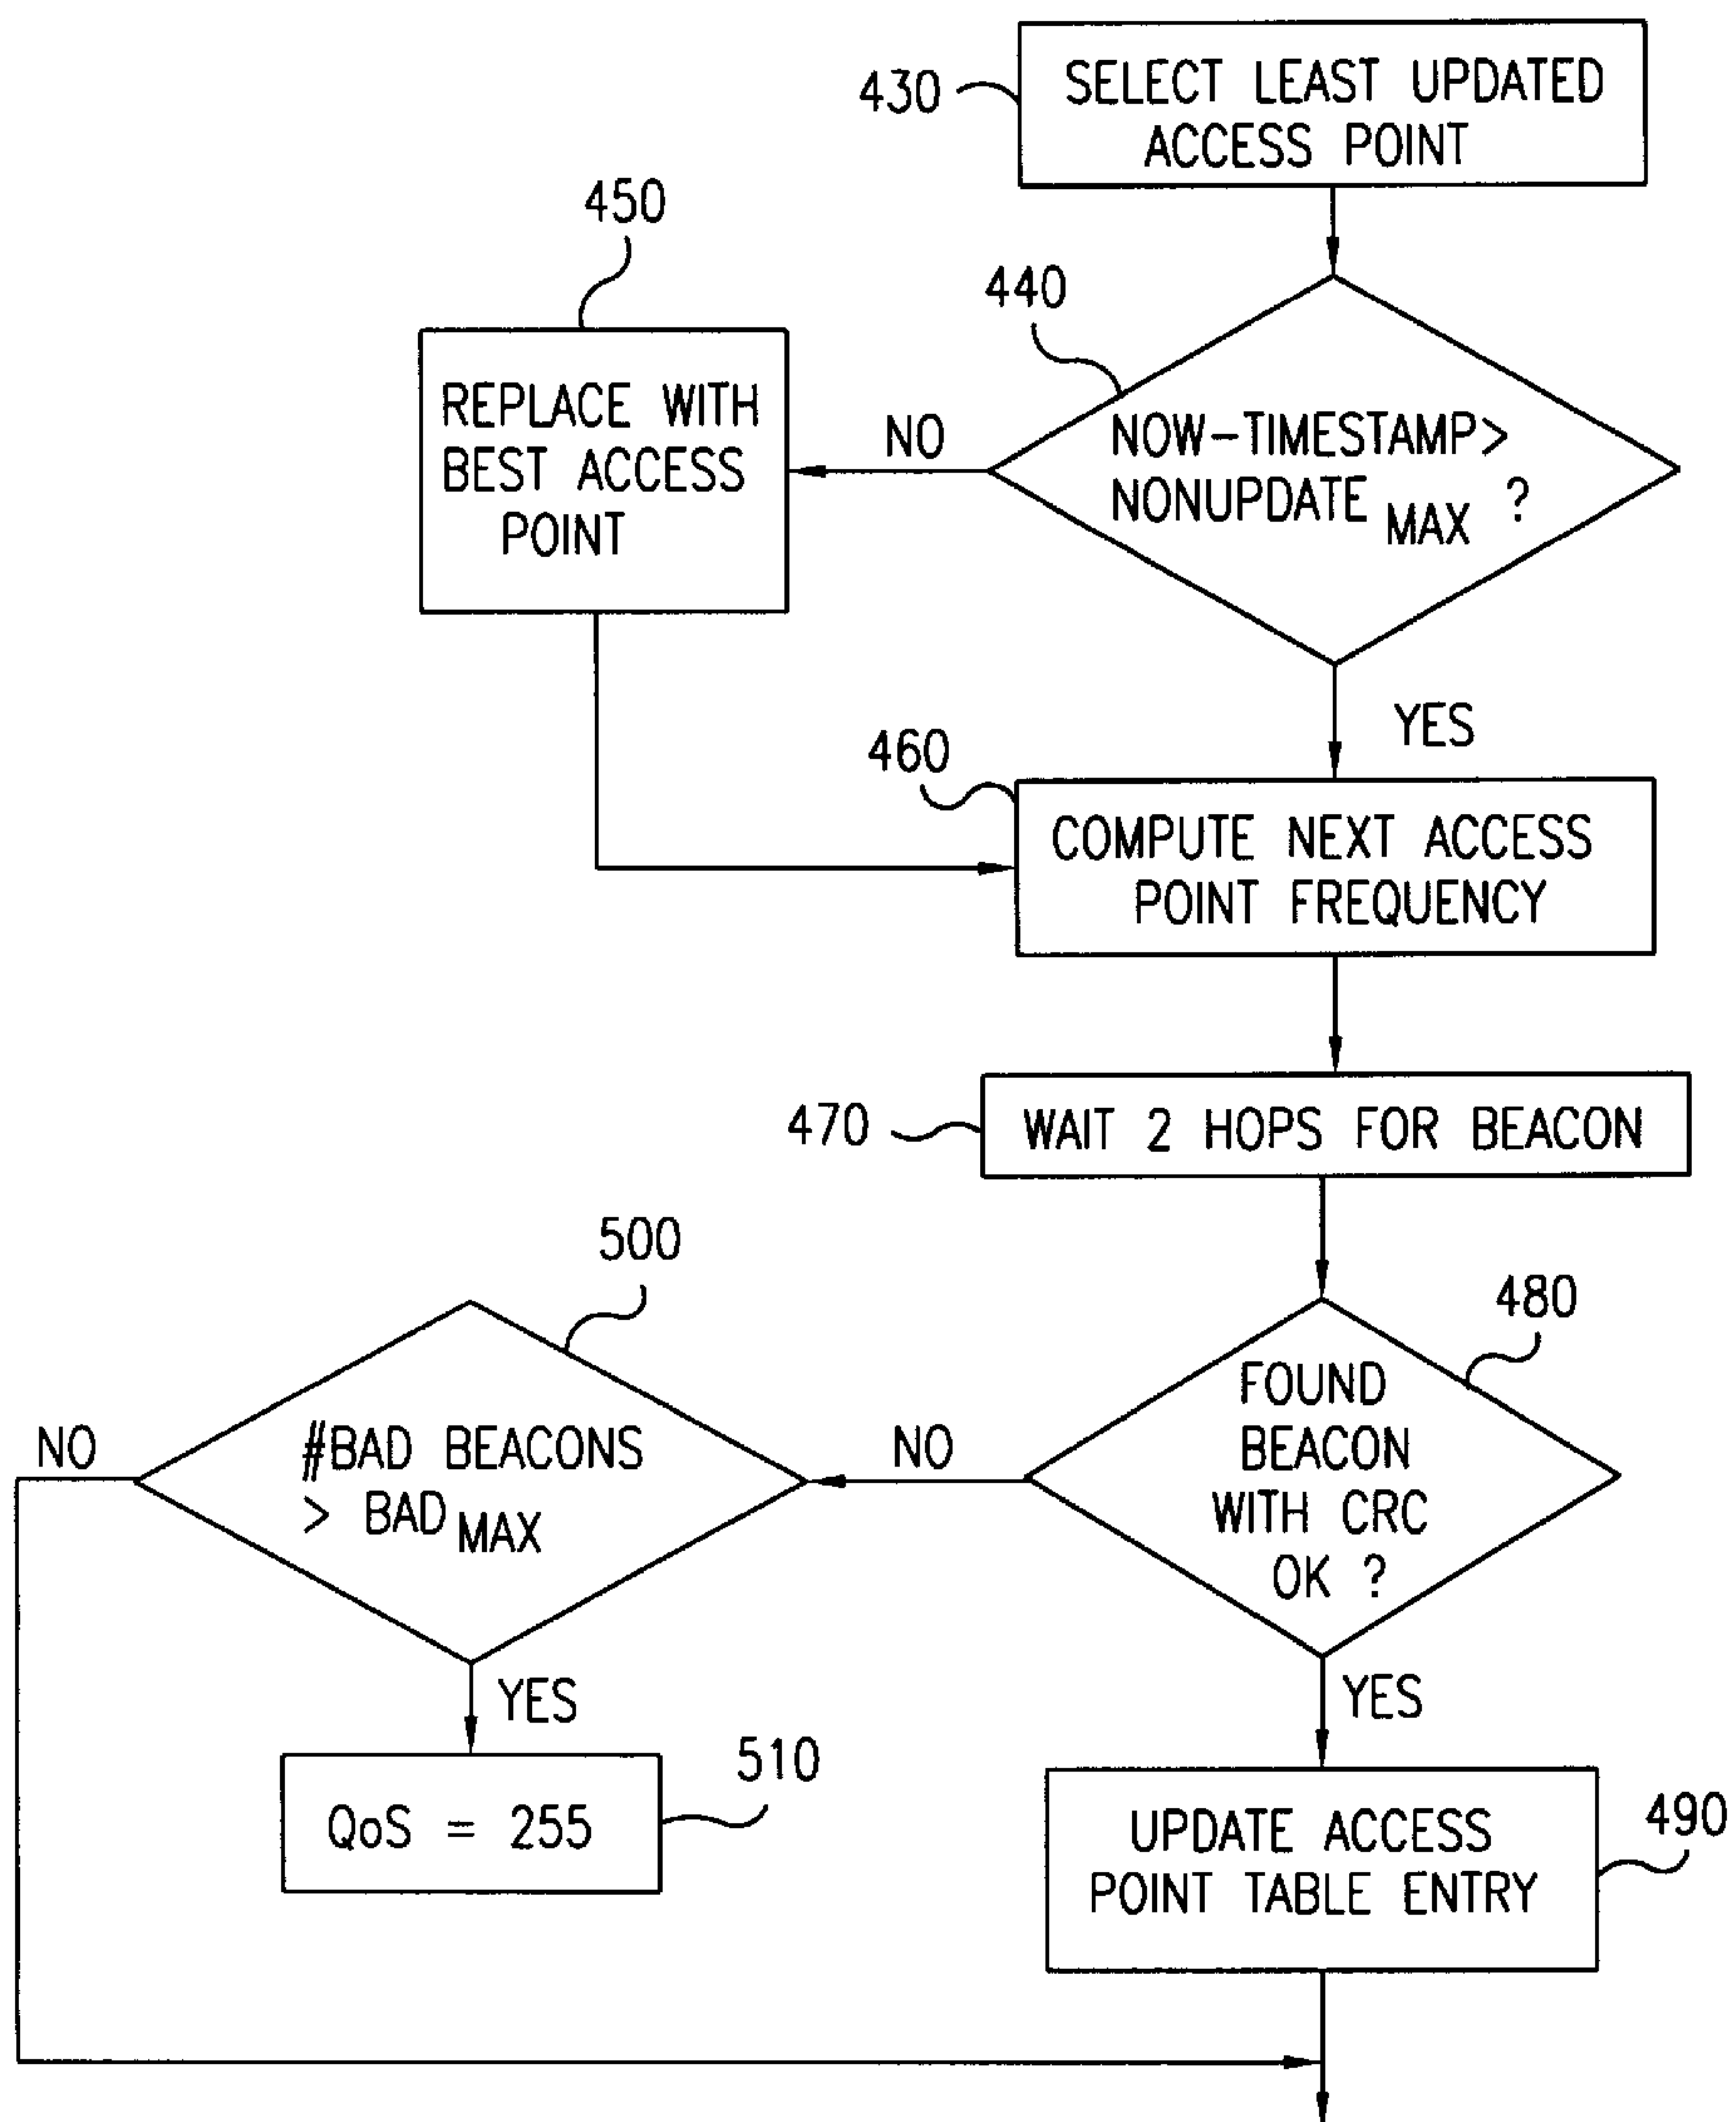 430
SELECT LEAST UPDATED
ACCESS POINT
450
440
REPLACE WITH
BEST ACCESS
POINT
NO
NOW-TIMESTAMP>
NONUPDATE MAX ?
YES
460
COMPUTE NEXT ACCESS
POINT FREQUENCY
470
WAIT 2 HOPS FOR BEACON
500
480
NO
#BAD BEACONS
> BAD MAX
NO
FOUND
BEACON
WITH CRC
OK ?
YES
YES
510
QoS = 255
490
UPDATE ACCESS
POINT TABLE ENTRY